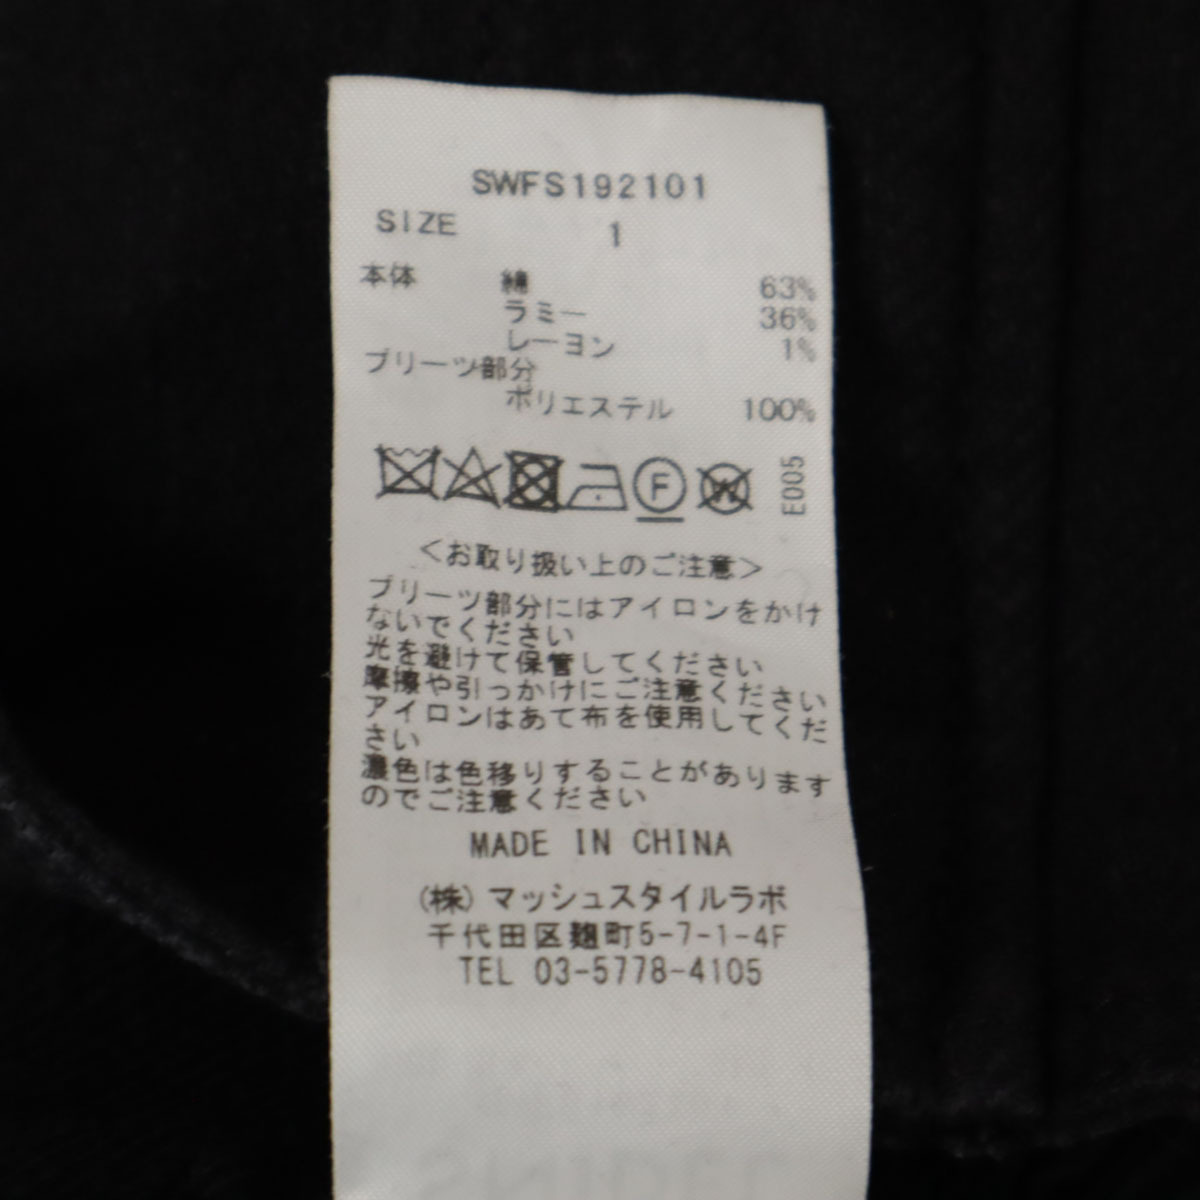 SWFS192101
SIZE 1
本体 綿 63%
ラミー 36%
レーヨン 1%
プリーツ部分
ポリエステル 100%
F W E005
<お取り扱い上のご注意>
プリーツ部分にはアイロンをかけ
ないでください
光を避けて保管してください
摩擦や引っかけにご注意ください
アイロンはあて布を使用してくだ
さい
濃色は色移りすることがあります
のでご注意ください
MADE IN CHINA
(株)マッシュスタイルラボ
千代田区麹町5-7-1-4F
TEL 03-5778-4105